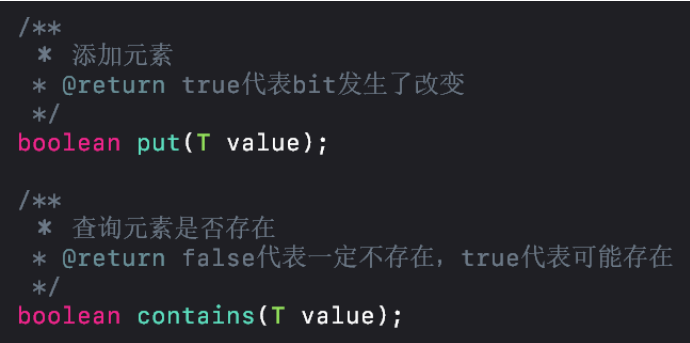 /**
 * 添加元素
 * @return true代表bit发生了改变
 */
boolean put(T value);

/**
 * 查询元素是否存在
 * @return false代表一定不存在，true代表可能存在
 */
boolean contains(T value);